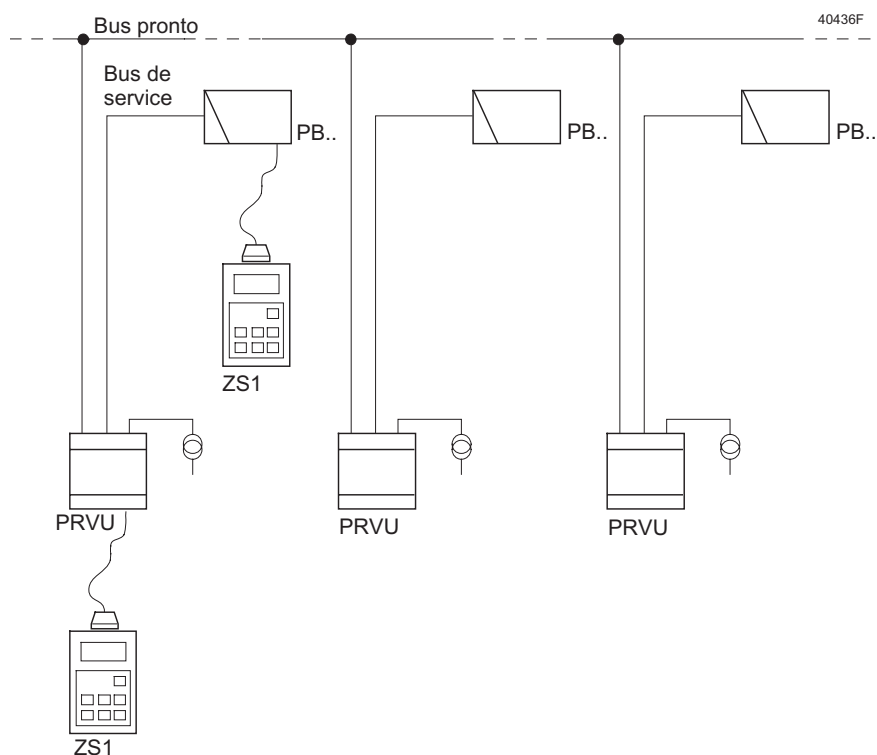 40436F
Bus pronto
Bus de
service
PB..
PB..
PB..
ZS1
PRVU
PRVU
PRVU
ZS1